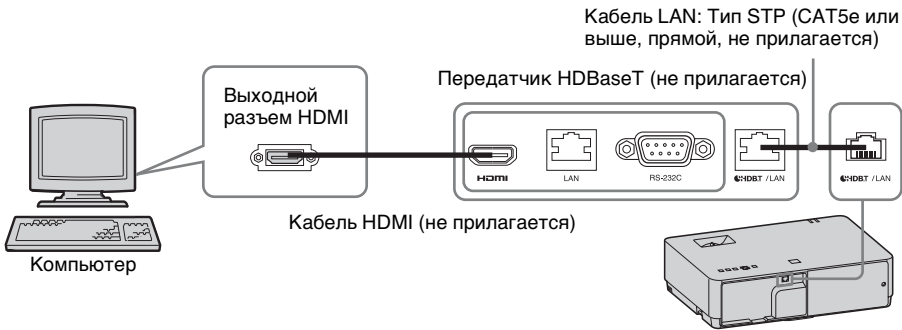 Кабель LAN: Тип STP (CAT5e или
выше, прямой, не прилагается)
Передатчик HDBaseT (не прилагается)
Выходной
разъем HDMI
HDMI
LAN
RS-232C
HDBT / LAN
HDBT / LAN
Кабель HDMI (не прилагается)
Компьютер